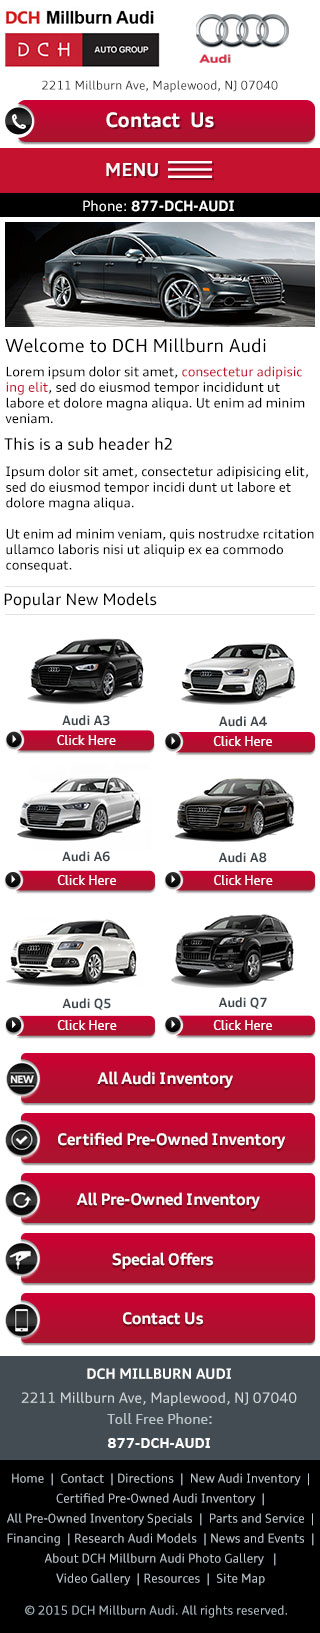 DCH Millburn Audi
DCH AUTO GROUP
Audi
2211 Millburn Ave, Maplewood, NJ 07040
Contact Us
MENU
Phone: 877-DCH-AUDI
Welcome to DCH Millburn Audi
Lorem ipsum dolor sit amet, consectetur adipisic
ing elit, sed do eiusmod tempor incididunt ut
labore et dolore magna aliqua. Ut enim ad minim
veniam.
This is a sub header h2
Ipsum dolor sit amet, consectetur adipisicing elit,
sed do eiusmod tempor incidi dunt ut labore et
dolore magna aliqua.
Ut enim ad minim veniam, quis nostrudxe rcitation
ullamco laboris nisi ut aliquip ex ea commodo
consequat.
Popular New Models
Audi A3
Click Here
Audi A4
Click Here
Audi A6
Click Here
Audi A8
Click Here
Audi Q5
Click Here
Audi Q7
Click Here
NEW All Audi Inventory
Certified Pre-Owned Inventory
All Pre-Owned Inventory
Special Offers
Contact Us
DCH MILLBURN AUDI
2211 Millburn Ave, Maplewood, NJ 07040
Toll Free Phone:
877-DCH-AUDI
Home | Contact | Directions | New Audi Inventory |
Certified Pre-Owned Audi Inventory |
All Pre-Owned Inventory Specials | Parts and Service |
Financing | Research Audi Models | News and Events |
About DCH Millburn Audi Photo Gallery |
Video Gallery | Resources | Site Map
© 2015 DCH Millburn Audi. All rights reserved.